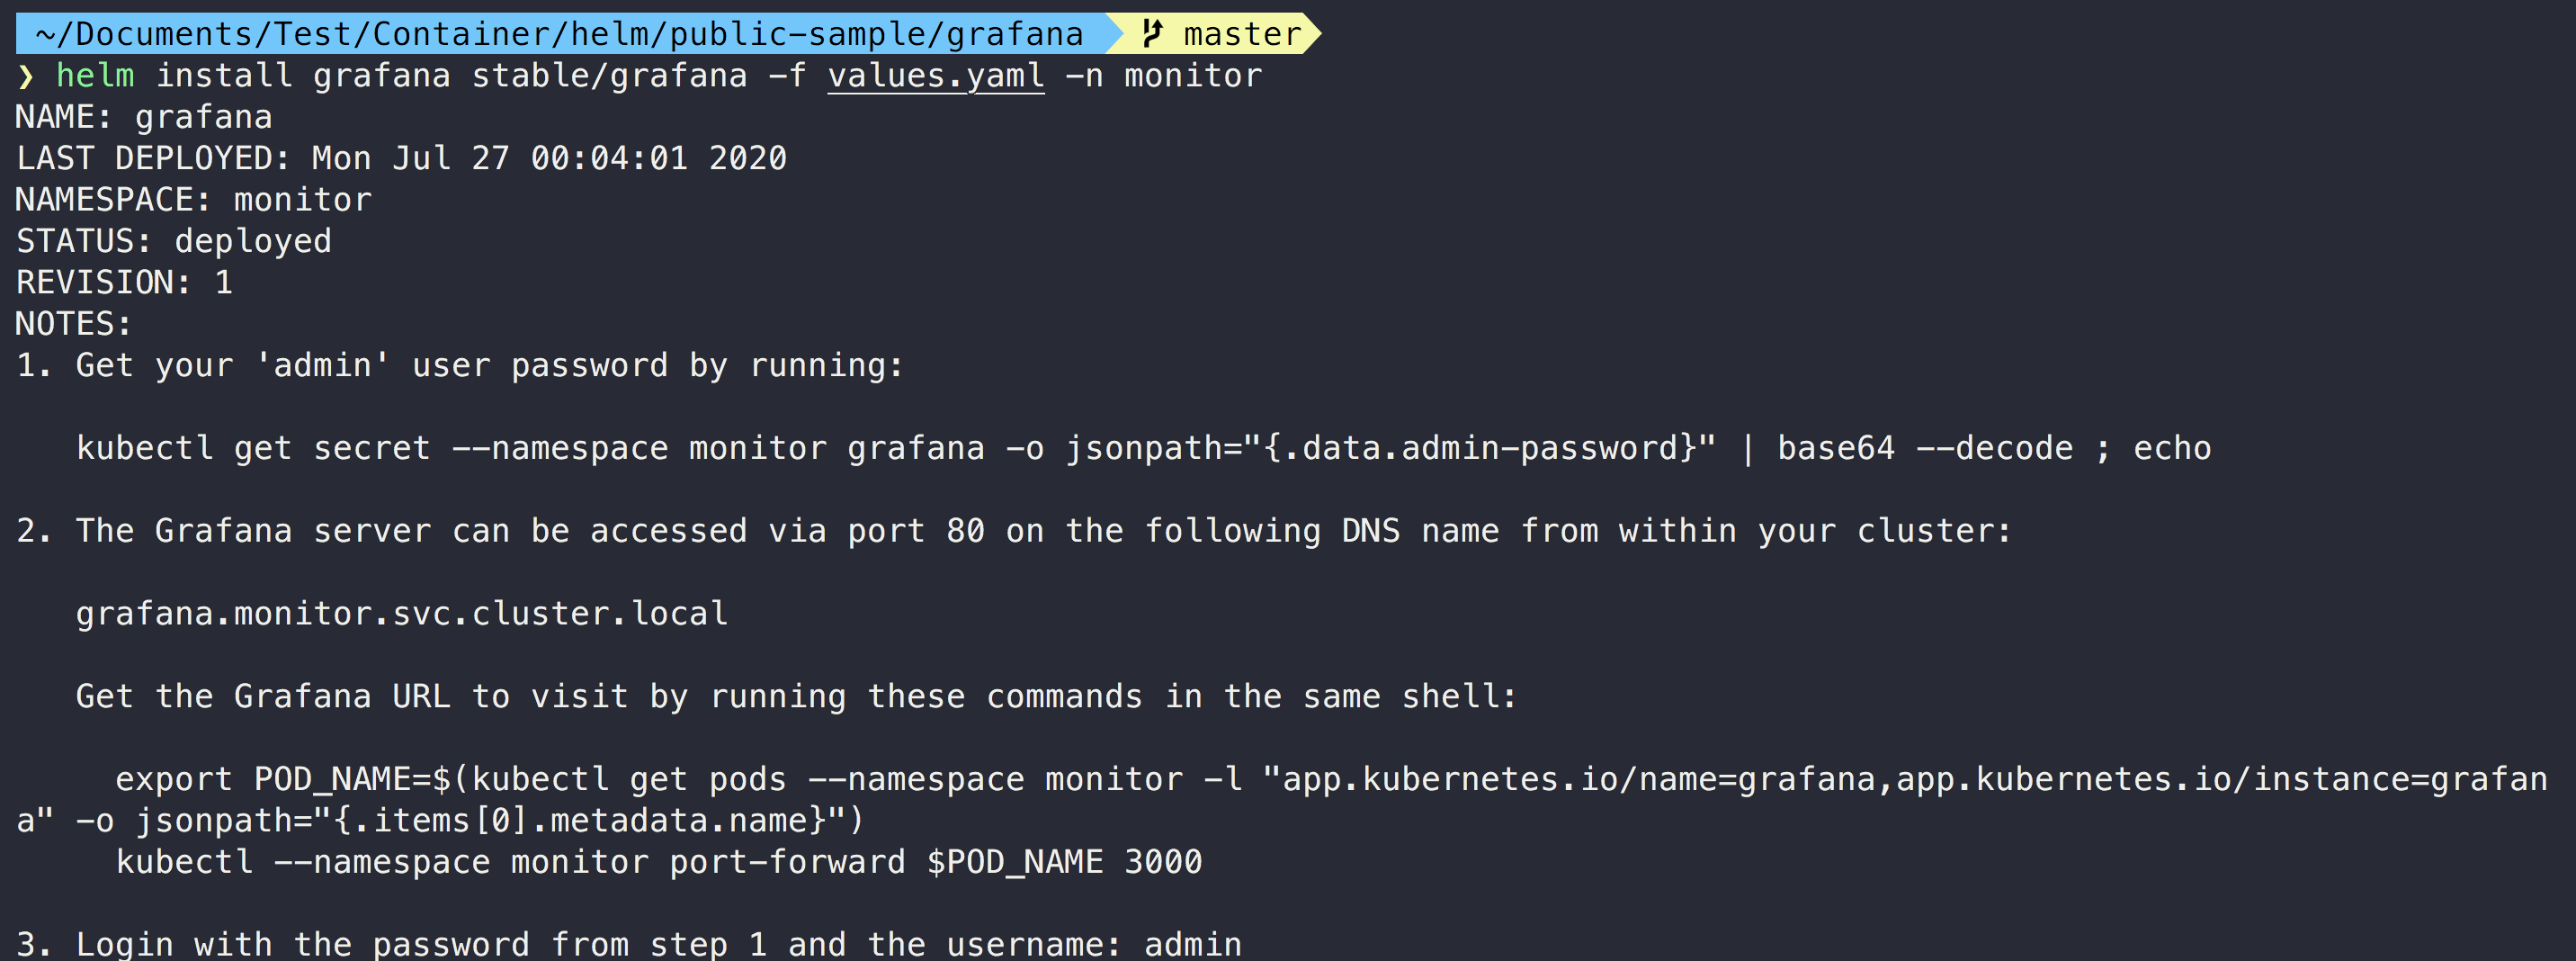 ~/Documents/Test/Container/helm/public-sample/grafana master
❯ helm install grafana stable/grafana -f values.yaml -n monitor
NAME: grafana
LAST DEPLOYED: Mon Jul 27 00:04:01 2020
NAMESPACE: monitor
STATUS: deployed
REVISION: 1
NOTES:
1. Get your 'admin' user password by running:
kubectl get secret --namespace monitor grafana -o jsonpath="{.data.admin-password}" | base64 --decode ; echo
2. The Grafana server can be accessed via port 80 on the following DNS name from within your cluster:
grafana.monitor.svc.cluster.local
Get the Grafana URL to visit by running these commands in the same shell:
export POD_NAME=$(kubectl get pods --namespace monitor -l "app.kubernetes.io/name=grafana,app.kubernetes.io/instance=grafan
a" -o jsonpath="{.items[0].metadata.name}")
kubectl --namespace monitor port-forward $POD_NAME 3000
3. Login with the password from step 1 and the username: admin